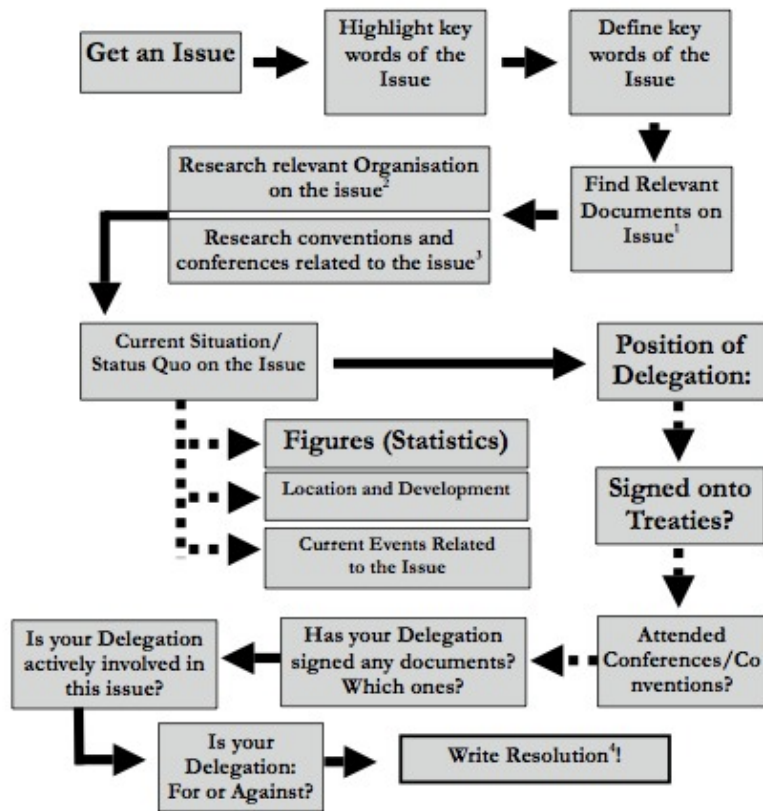 Get an Issue
Highlight key
words of the
Issue
Define key
words of the
Issue
Find Relevant
Documents on
Issue¹
Research relevant Organisation
on the issue²
Research conventions and
conferences related to the issue³
Current Situation/
Status Quo on the Issue
Figures (Statistics)
Location and Development
Current Events Related
to the Issue
Position of
Delegation:
Signed onto
Treaties?
Attended
Conferences/Co
nventions?
Has your Delegation
signed any documents?
Which ones?
Is your Delegation
actively involved in
this issue?
Is your
Delegation:
For or Against?
Write Resolution⁴!